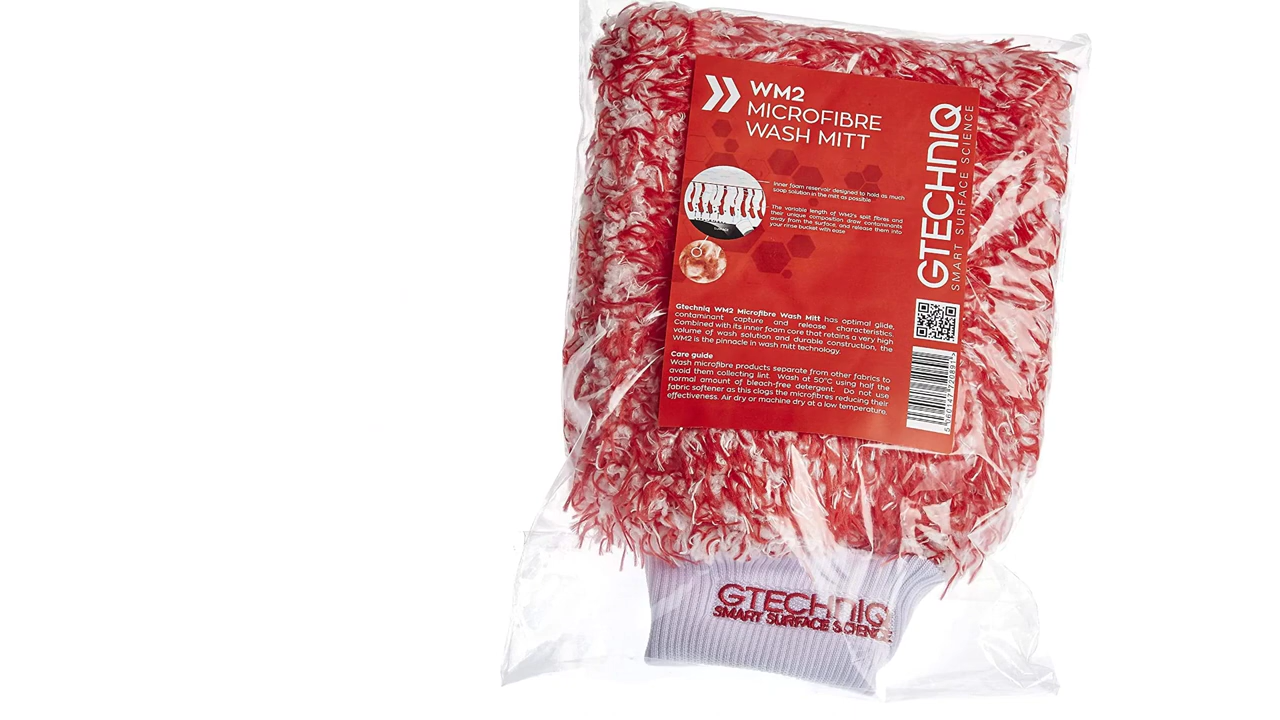 WM2
MICROFIBRE
WASH MITT
Inner foam reservoir designed to hold as much
soap solution in the mitt as possible
The variable length of WM2's split fibres and
their unique composition draw contaminants
away from the surface, and release them into
your rinse bucket with ease
Gtechniq WM2 Microfibre Wash Mitt has optimal glide,
contaminant capture and release characteristics.
Combined with its inner foam core that retains a very high
volume of wash solution and durable construction, the
WM2 is the pinnacle in wash mitt technology.
Care guide
Wash microfibre products separate from other fabrics to
avoid them collecting lint. Wash at 50°C using half the
normal amount of bleach-free detergent. Do not use
fabric softener as this clogs the microfibres reducing their
effectiveness. Air dry or machine dry at a low temperature.
GTECHNIQ
SMART SURFACE SCIENCE
GTECHNIQ
SMART SURFACE SCIENCE